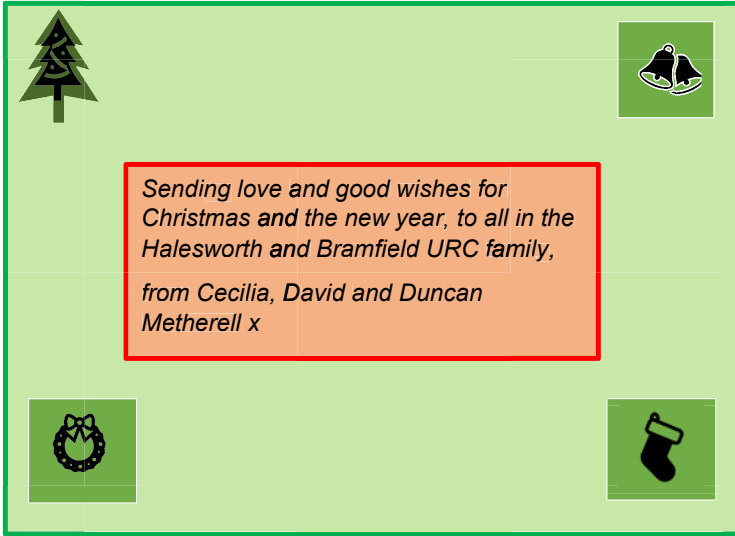 Sending love and good wishes for
Christmas and the new year, to all in the
Halesworth and Bramfield URC family,
from Cecilia, David and Duncan
Metherell x